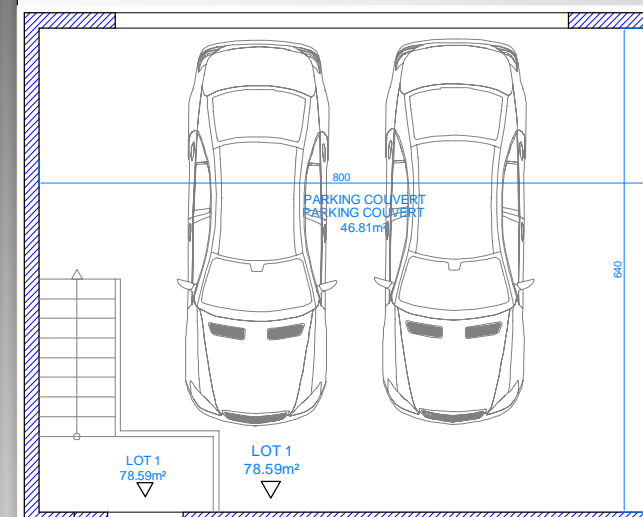 800
PARKING COUVERT
PARKING COUVERT
46.81m²
640
LOT 1
78.59m²
LOT 1
78.59m²